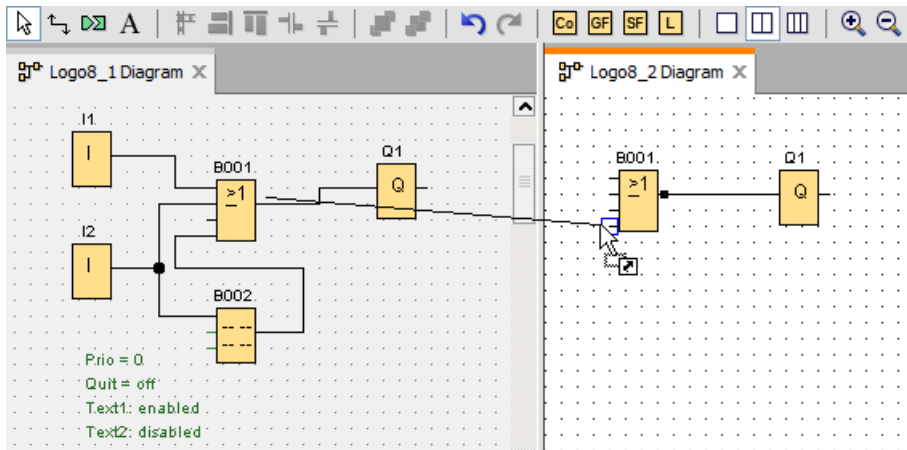 A Co GF SF L
Logo8_1 Diagram
Logo8_2 Diagram
I1
I
B001
≥1
Q1
Q
I2
I
B002
Prio = 0
Quit = off
Text1: enabled
Text2: disabled
B001
≥1
Q1
Q